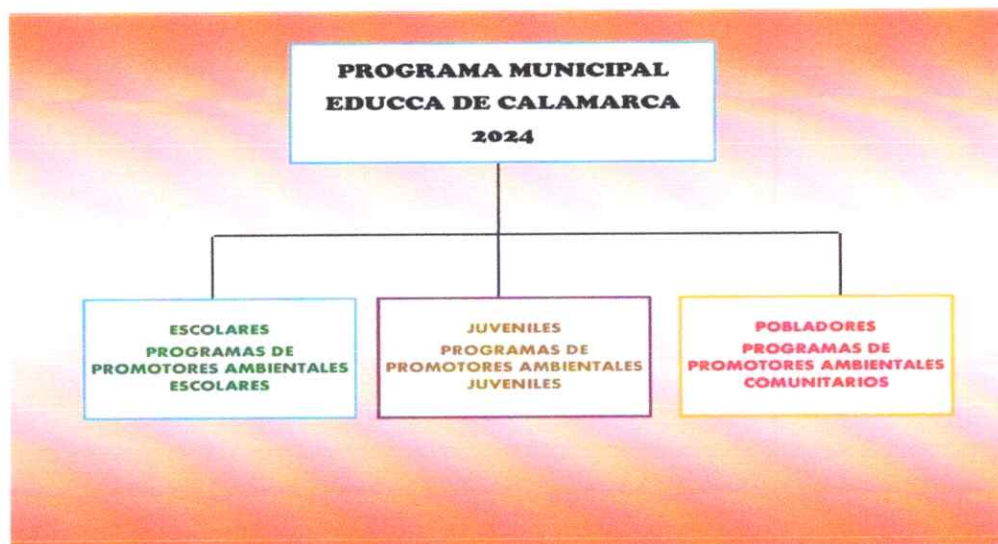 PROGRAMA MUNICIPAL
EDUCCA DE CALAMARCA
2024
ESCOLARES
PROGRAMAS DE
PROMOTORES AMBIENTALES
ESCOLARES
JUVENILES
PROGRAMAS DE
PROMOTORES AMBIENTALES
JUVENILES
POBLADORES
PROGRAMAS DE
PROMOTORES AMBIENTALES
COMUNITARIOS